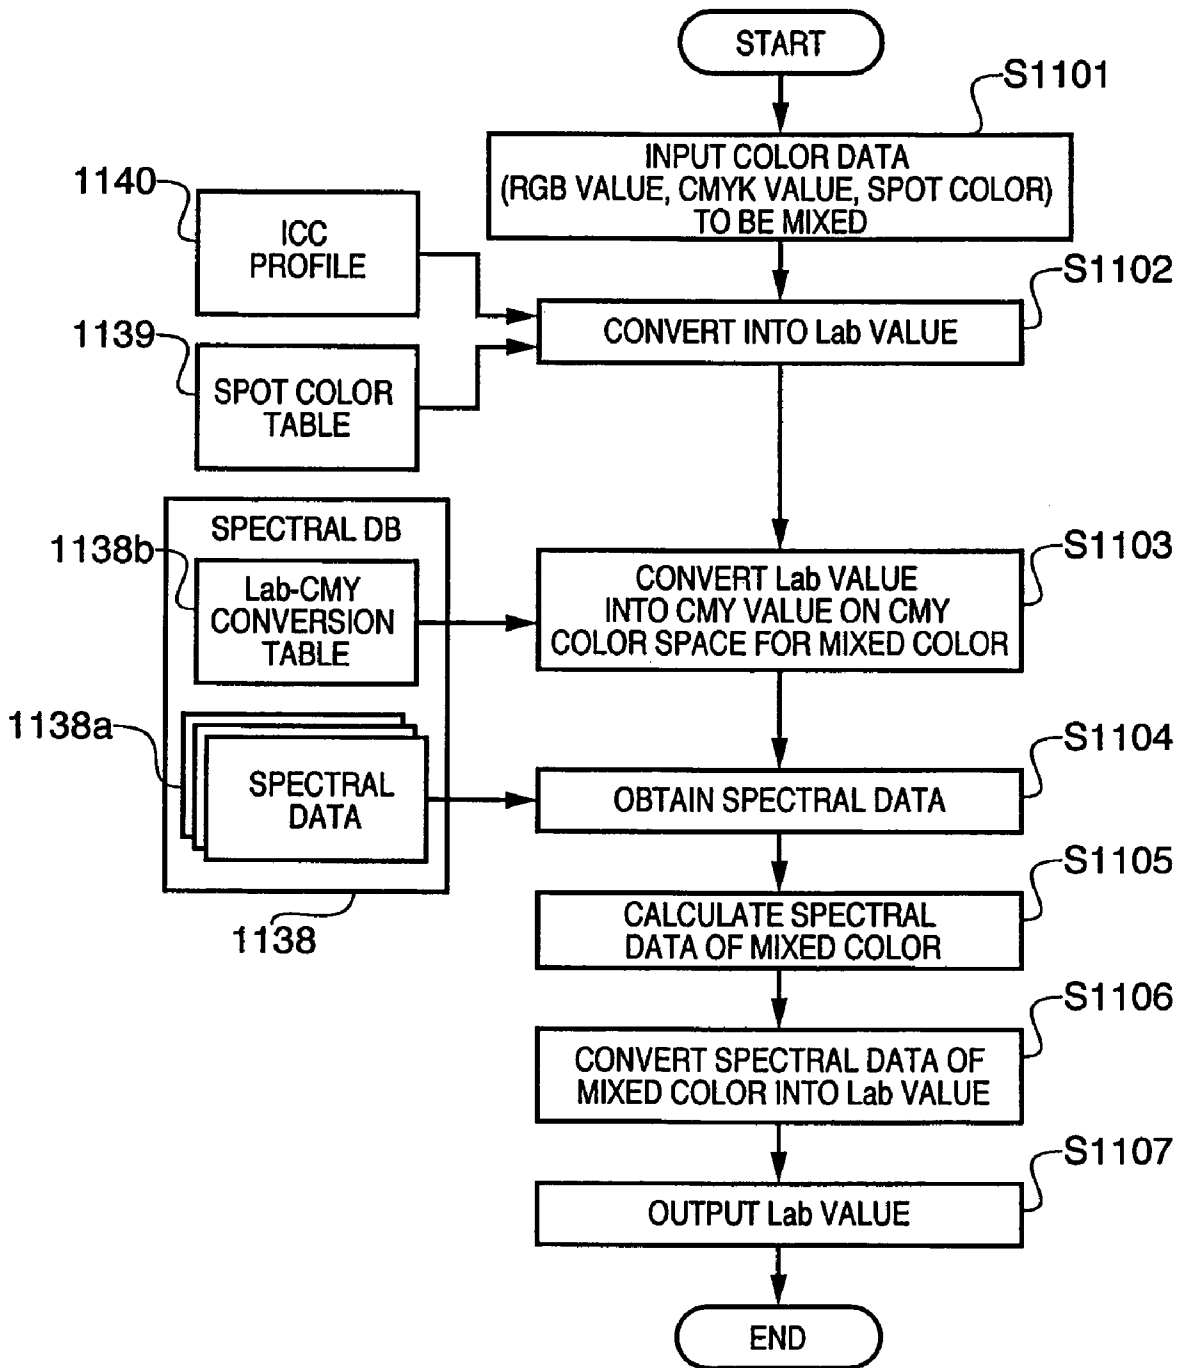 START
S1101
INPUT COLOR DATA
(RGB VALUE, CMYK VALUE, SPOT COLOR)
TO BE MIXED
1140
ICC
PROFILE
S1102
CONVERT INTO Lab VALUE
1139
SPOT COLOR
TABLE
SPECTRAL DB
1138b
Lab-CMY
CONVERSION
TABLE
S1103
CONVERT Lab VALUE
INTO CMY VALUE ON CMY
COLOR SPACE FOR MIXED COLOR
1138a
SPECTRAL
DATA
S1104
OBTAIN SPECTRAL DATA
1138
S1105
CALCULATE SPECTRAL
DATA OF MIXED COLOR
S1106
CONVERT SPECTRAL DATA OF
MIXED COLOR INTO Lab VALUE
S1107
OUTPUT Lab VALUE
END